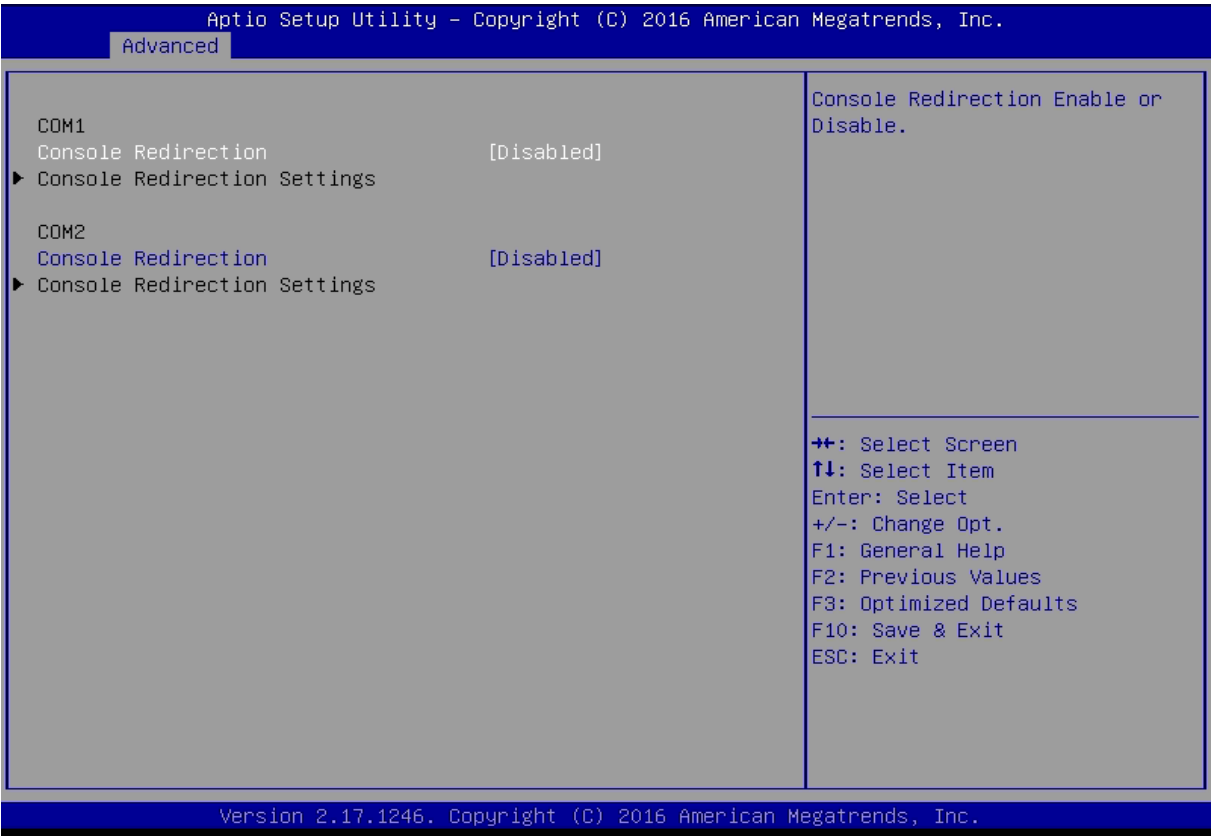 Aptio Setup Utility – Copyright (C) 2016 American Megatrends, Inc.
Advanced
COM1
Console Redirection [Disabled]
▶ Console Redirection Settings
COM2
Console Redirection [Disabled]
▶ Console Redirection Settings
Console Redirection Enable or
Disable.
→←: Select Screen
↑↓: Select Item
Enter: Select
+/-: Change Opt.
F1: General Help
F2: Previous Values
F3: Optimized Defaults
F10: Save & Exit
ESC: Exit
Version 2.17.1246. Copyright (C) 2016 American Megatrends, Inc.